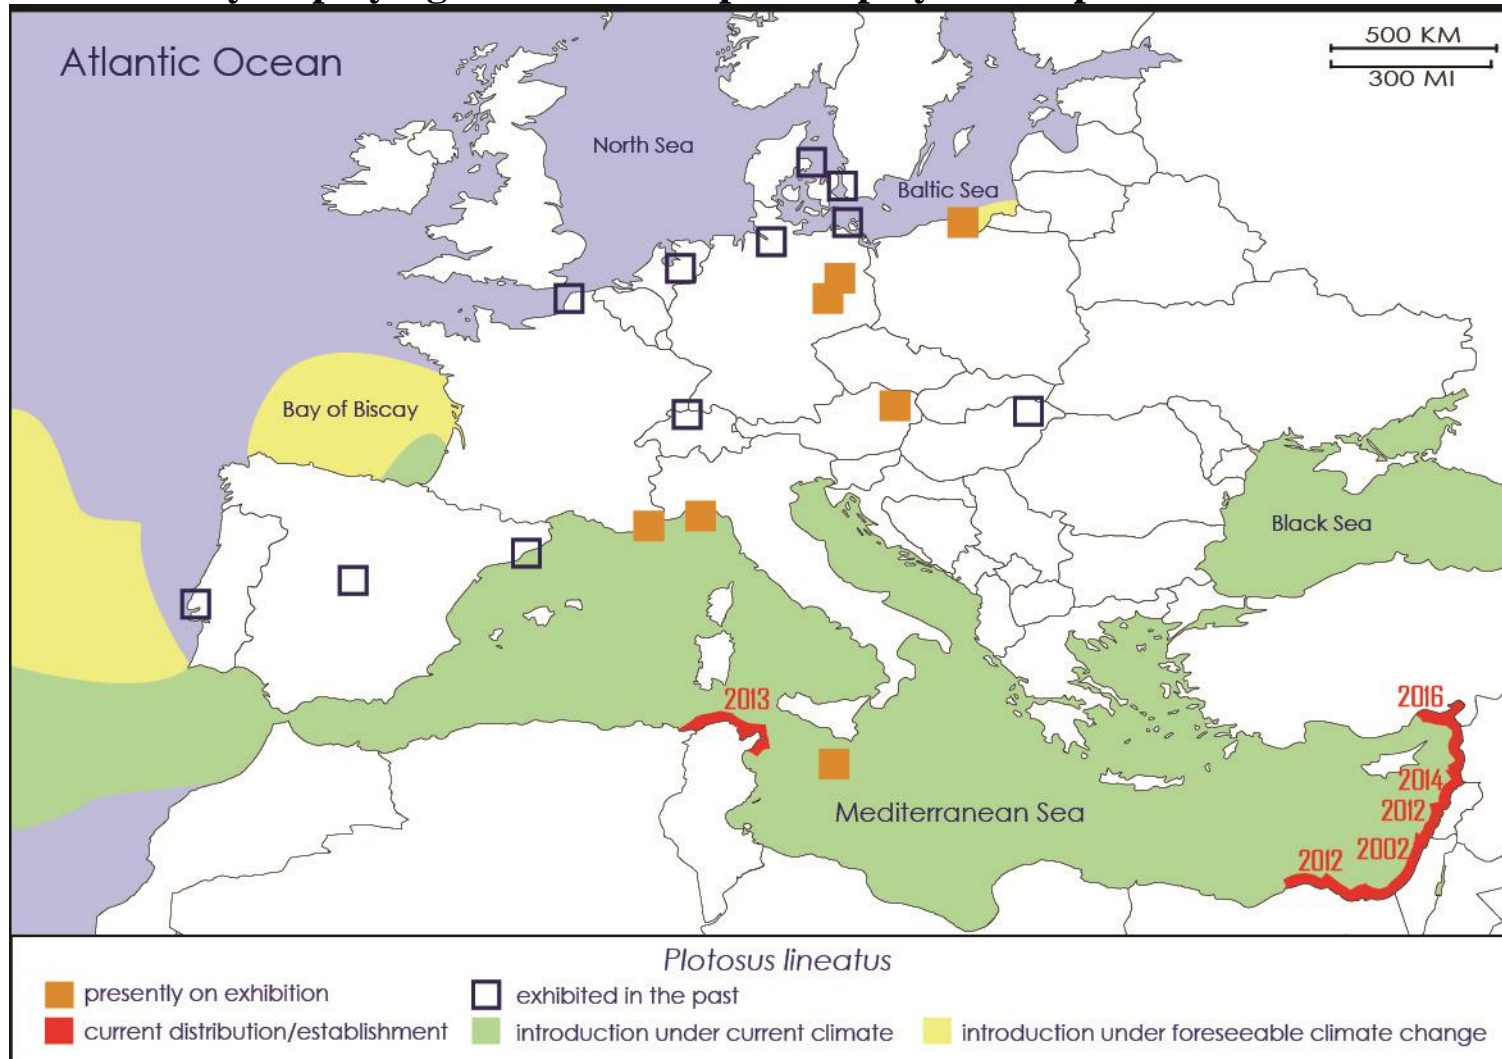 Atlantic Ocean
500 KM
300 MI
North Sea
Baltic Sea
Bay of Biscay
Black Sea
2013
2016
2014
2012
2002
2012
Mediterranean Sea
Plotosus lineatus
presently on exhibition
exhibited in the past
current distribution/establishment
introduction under current climate
introduction under foreseeable climate change